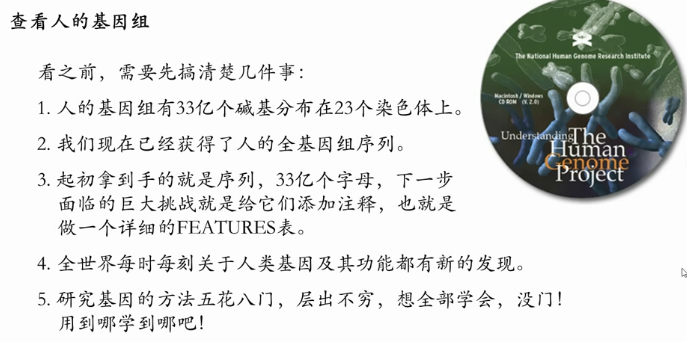 查看人的基因组
看之前，需要先搞清楚几件事：
1. 人的基因组有33亿个碱基分布在23个染色体上。
2. 我们现在已经获得了人的全基因组序列。
3. 起初拿到手的就是序列，33亿个字母，下一步
面临的巨大挑战就是给它们添加注释，也就是
做一个详细的FEATURES表。
4. 全世界每时每刻关于人类基因及其功能都有新的发现。
5. 研究基因的方法五花八门，层出不穷，想全部学会，没门！
用到哪学到哪吧！
The National Human Genome Research Institute
Macintosh / Windows
CD ROM (V. 2.0)
Understanding The
Human
Genome
Project